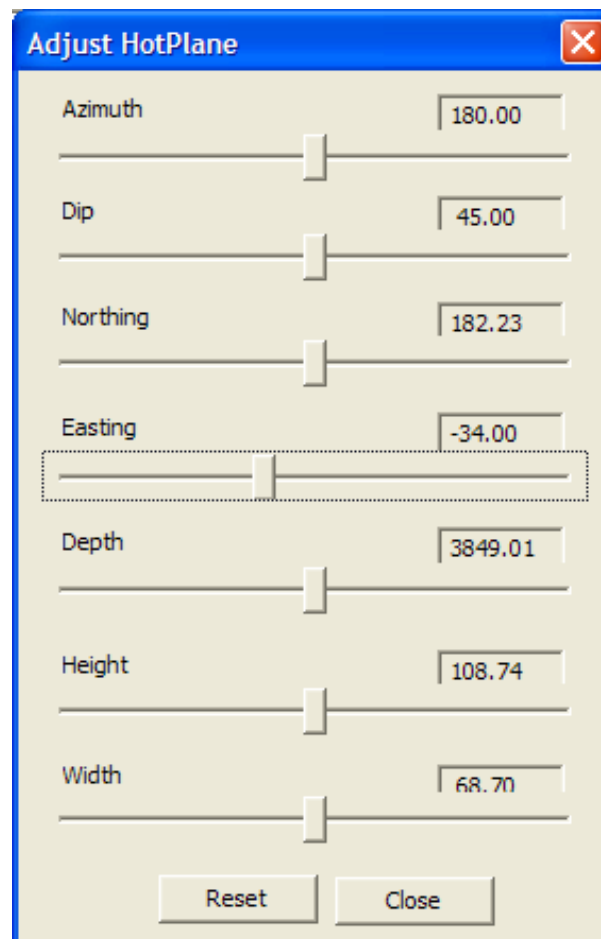 Adjust HotPlane
Azimuth 180.00
Dip 45.00
Northing 182.23
Easting -34.00
Depth 3849.01
Height 108.74
Width 68.70
Reset Close